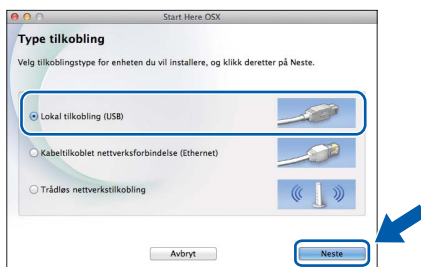 Start Here OSX
Type tilkobling
Velg tilkoblingstype for enheten du vil installere, og klikk deretter på Neste.
Lokal tilkobling (USB)
Kabeltilkoblet nettverksforbindelse (Ethernet)
Trådløs nettverkstilkobling
Avbryt
Neste